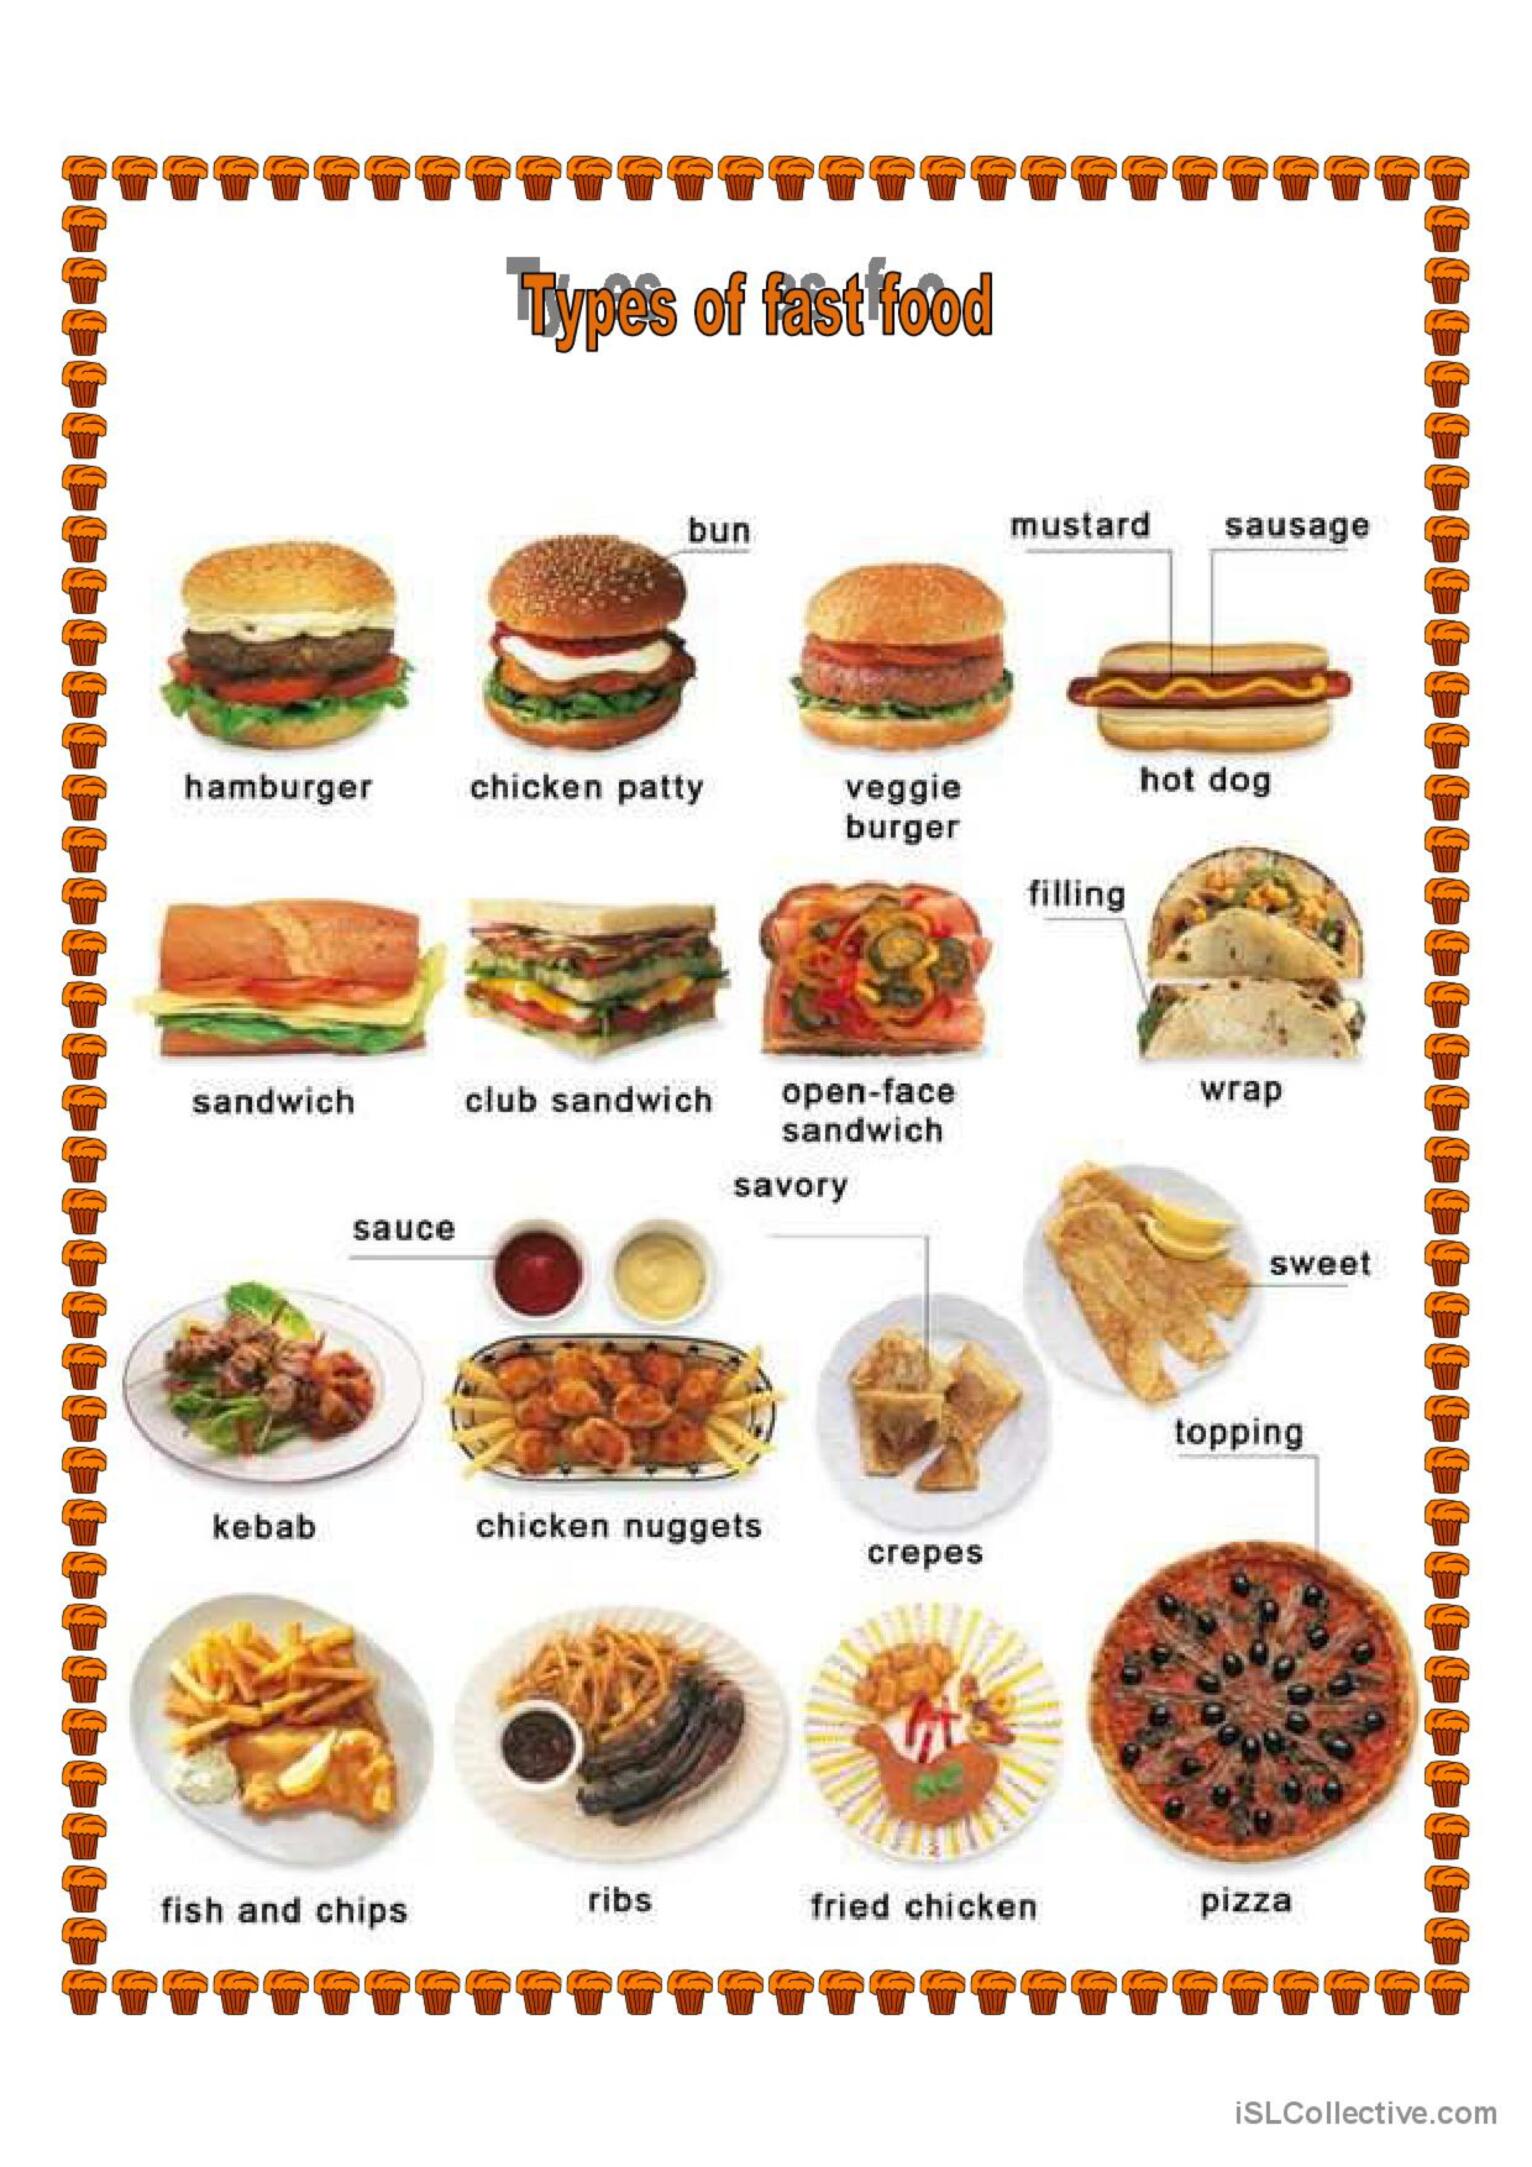 Types of fast food
bun
mustard
sausage
hamburger
chicken patty
veggie
burger
hot dog
filling
sandwich
club sandwich
open-face
sandwich
wrap
savory
sauce
sweet
topping
kebab
chicken nuggets
crepes
fish and chips
ribs
fried chicken
pizza
iSLCollective.com